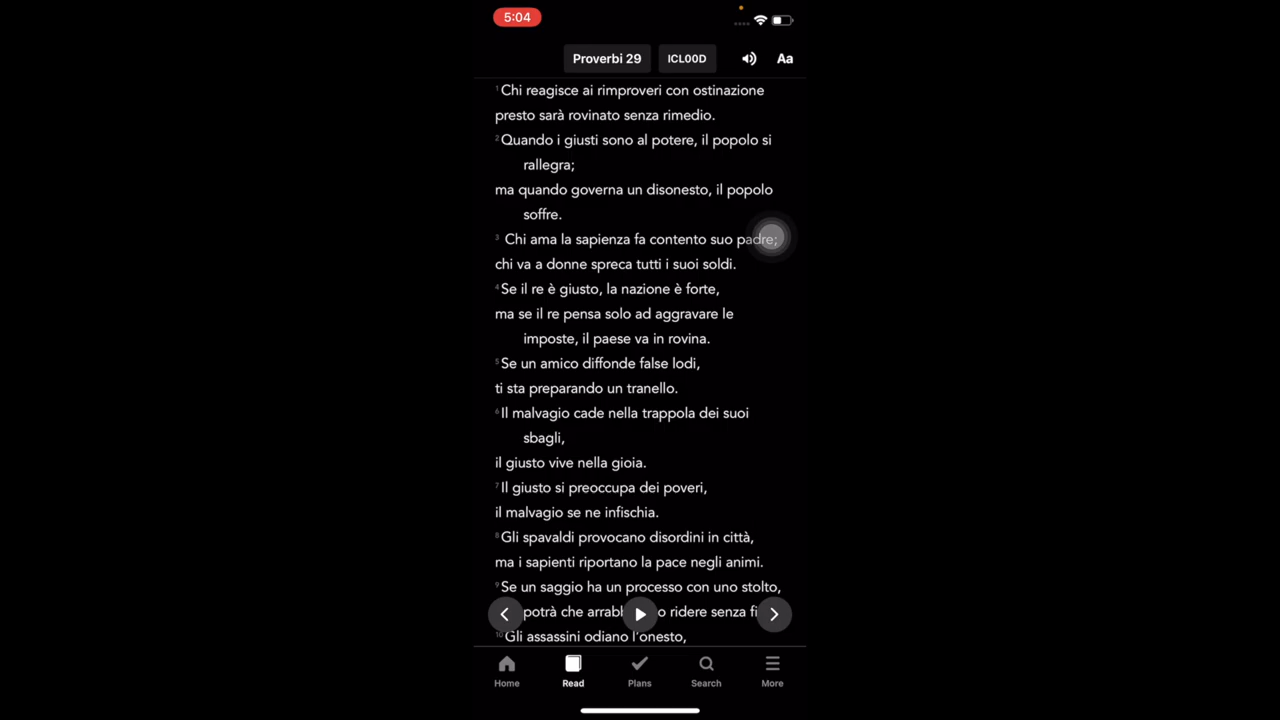 5:04
Proverbi 29 ICL00D Aa
1 Chi reagisce ai rimproveri con ostinazione
presto sarà rovinato senza rimedio.
2 Quando i giusti sono al potere, il popolo si
rallegra;
ma quando governa un disonesto, il popolo
soffre.
3 Chi ama la sapienza fa contento suo padre;
chi va a donne spreca tutti i suoi soldi.
4 Se il re è giusto, la nazione è forte,
ma se il re pensa solo ad aggravare le
imposte, il paese va in rovina.
5 Se un amico diffonde false lodi,
ti sta preparando un tranello.
6 Il malvagio cade nella trappola dei suoi
sbagli,
il giusto vive nella gioia.
7 Il giusto si preoccupa dei poveri,
il malvagio se ne infischia.
8 Gli spavaldi provocano disordini in città,
ma i sapienti riportano la pace negli animi.
9 Se un saggio ha un processo con uno stolto,
potrà che ridere senza
10 Gli assassini odiano l'onesto,
Home Read Plans Search More